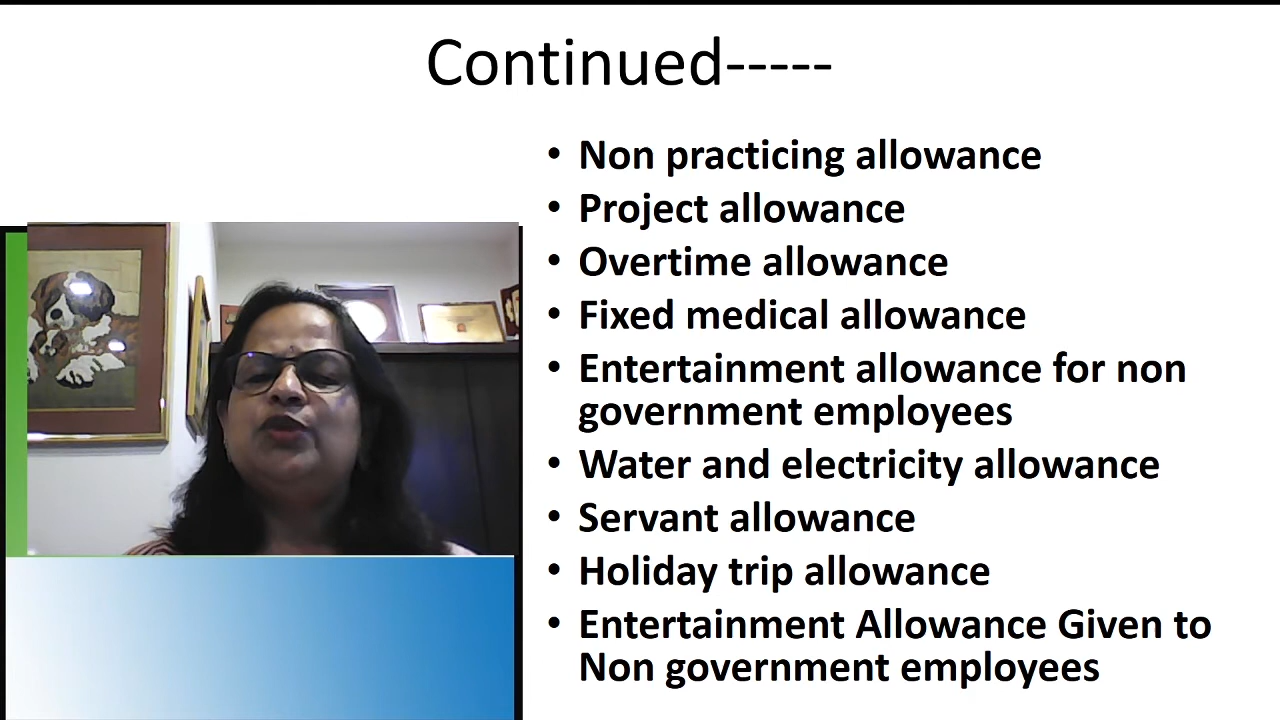 Continued-----
• Non practicing allowance
• Project allowance
• Overtime allowance
• Fixed medical allowance
• Entertainment allowance for non
government employees
• Water and electricity allowance
• Servant allowance
• Holiday trip allowance
• Entertainment Allowance Given to
Non government employees